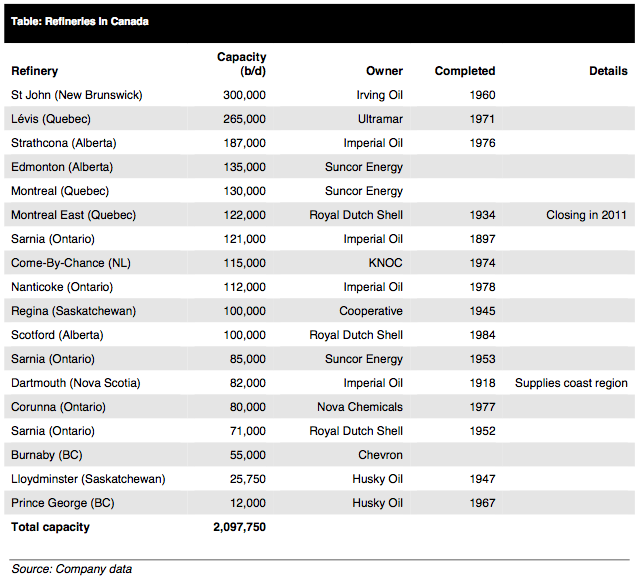 Table: Refineries in Canada
Capacity
Refinery (b/d) Owner Completed Details
St John (New Brunswick) 300,000 Irving Oil 1960
Lévis (Quebec) 265,000 Ultramar 1971
Strathcona (Alberta) 187,000 Imperial Oil 1976
Edmonton (Alberta) 135,000 Suncor Energy
Montreal (Quebec) 130,000 Suncor Energy
Montreal East (Quebec) 122,000 Royal Dutch Shell 1934 Closing in 2011
Sarnia (Ontario) 121,000 Imperial Oil 1897
Come-By-Chance (NL) 115,000 KNOC 1974
Nanticoke (Ontario) 112,000 Imperial Oil 1978
Regina (Saskatchewan) 100,000 Cooperative 1945
Scotford (Alberta) 100,000 Royal Dutch Shell 1984
Sarnia (Ontario) 85,000 Suncor Energy 1953
Dartmouth (Nova Scotia) 82,000 Imperial Oil 1918 Supplies coast region
Corunna (Ontario) 80,000 Nova Chemicals 1977
Sarnia (Ontario) 71,000 Royal Dutch Shell 1952
Burnaby (BC) 55,000 Chevron
Lloydminster (Saskatchewan) 25,750 Husky Oil 1947
Prince George (BC) 12,000 Husky Oil 1967
Total capacity 2,097,750
Source: Company data